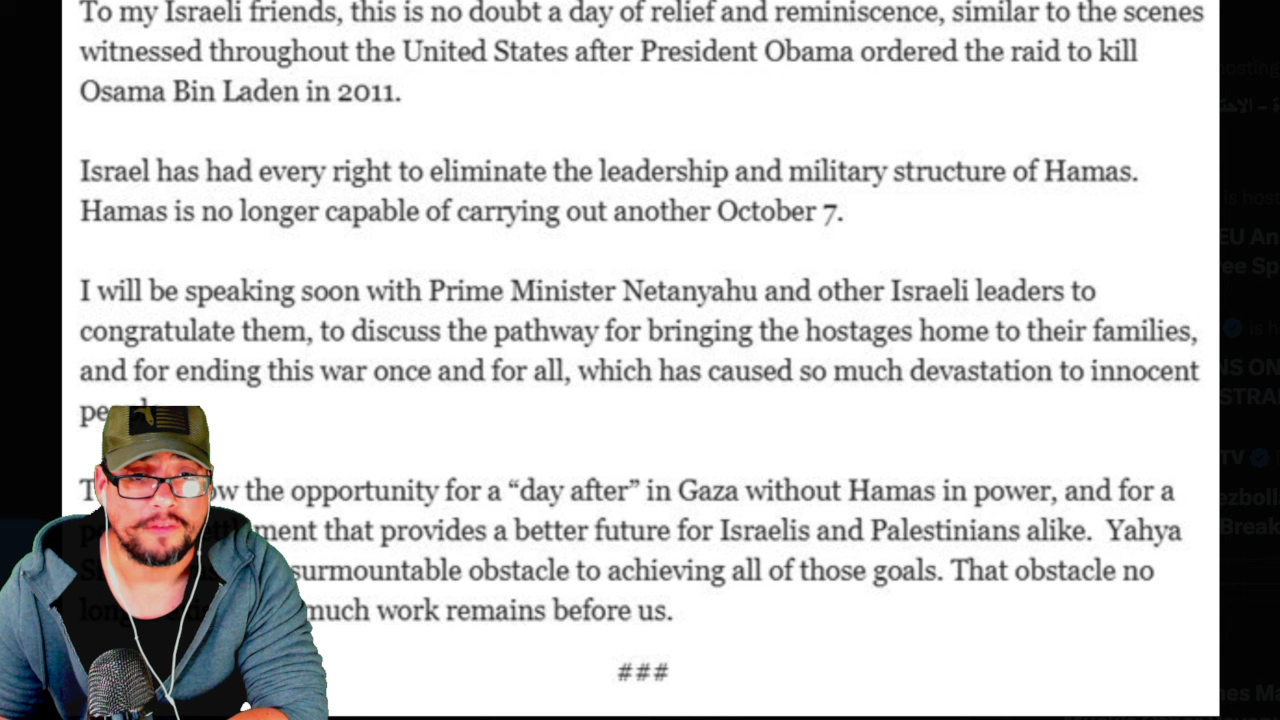 To my Israeli friends, this is no doubt a day of relief and reminiscence, similar to the scenes
witnessed throughout the United States after President Obama ordered the raid to kill
Osama Bin Laden in 2011.
Israel has had every right to eliminate the leadership and military structure of Hamas.
Hamas is no longer capable of carrying out another October 7.
I will be speaking soon with Prime Minister Netanyahu and other Israeli leaders to
congratulate them, to discuss the pathway for bringing the hostages home to their families,
and for ending this war once and for all, which has caused so much devastation to innocent
the opportunity for a “day after” in Gaza without Hamas in power, and for a
that provides a better future for Israelis and Palestinians alike. Yahya
obstacle to achieving all of those goals. That obstacle no
much work remains before us.
###